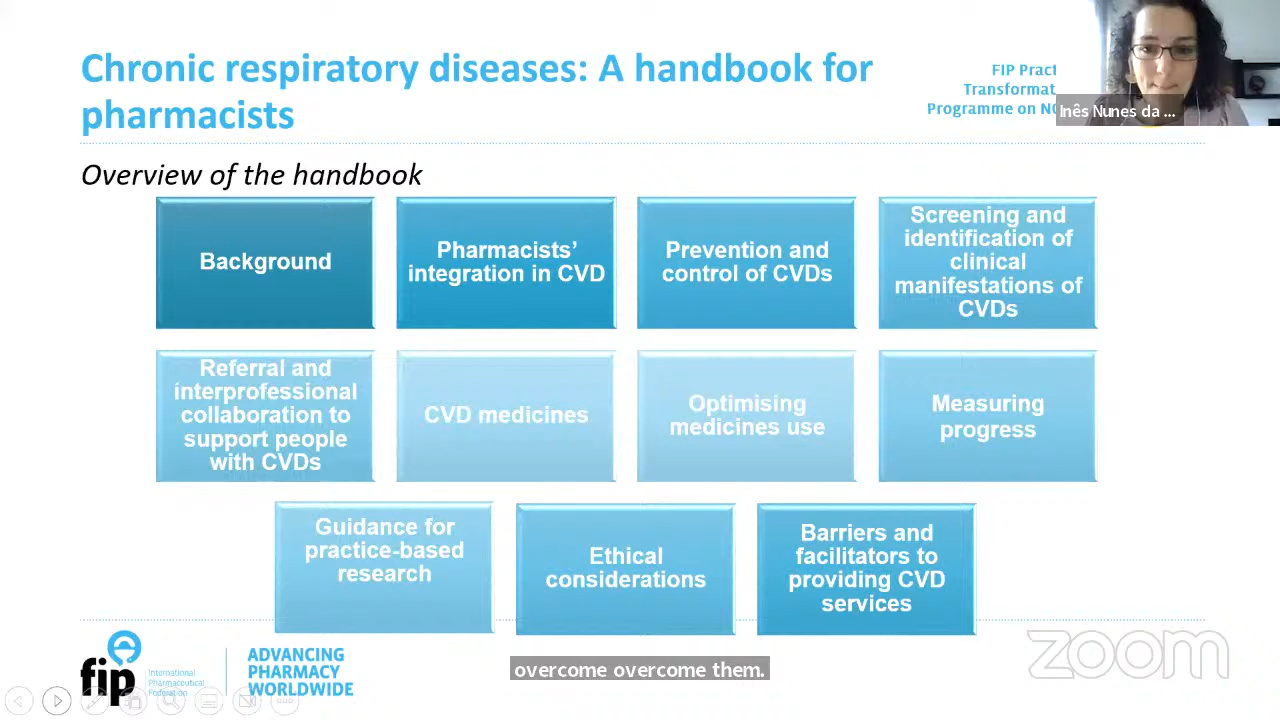 Chronic respiratory diseases: A handbook for
pharmacists
FIP Pract
Transformat
Programme on NC
Inês Nunes da ...
Overview of the handbook
Background
Pharmacists'
integration in CVD
Prevention and
control of CVDs
Screening and
identification of
clinical
manifestations of
CVDs
Referral and
interprofessional
collaboration to
support people
with CVDs
CVD medicines
Optimising
medicines use
Measuring
progress
Guidance for
practice-based
research
Ethical
considerations
Barriers and
facilitators to
providing CVD
services
fip
International
Pharmaceutical
Federation
ADVANCING
PHARMACY
WORLDWIDE
overcome overcome them.
zoom